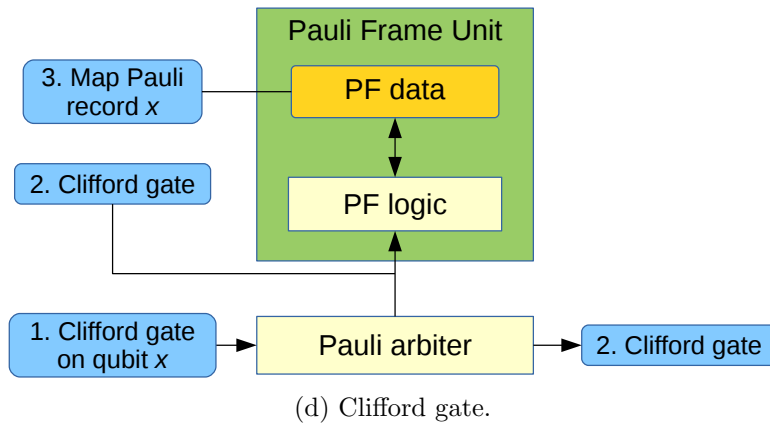 Pauli Frame Unit
3. Map Pauli
record x
PF data
2. Clifford gate
PF logic
1. Clifford gate
on qubit x
Pauli arbiter
2. Clifford gate
(d) Clifford gate.